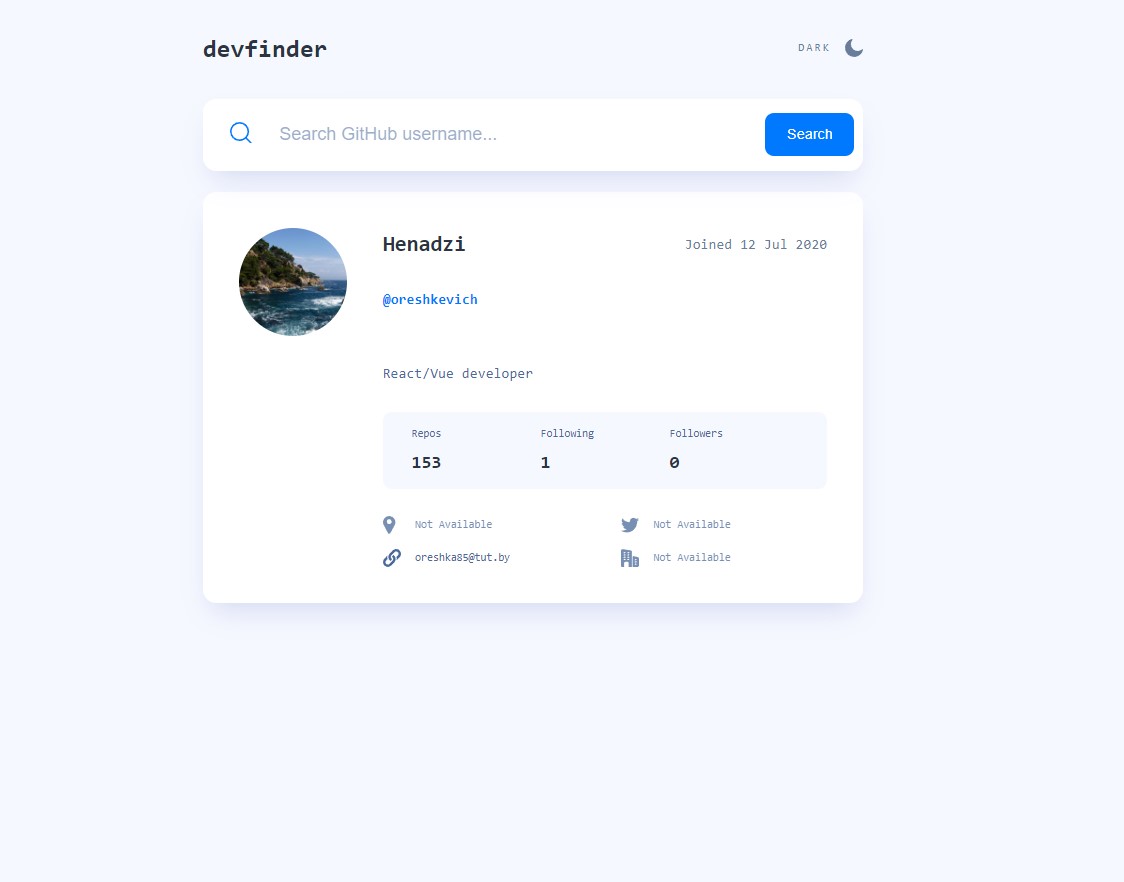 devfinder
DARK
Search GitHub username...
Search
Henadzi
Joined 12 Jul 2020
@oreshkevich
React/Vue developer
Repos Following Followers
153 1 0
Not Available Not Available
oreshka85@tut.by Not Available